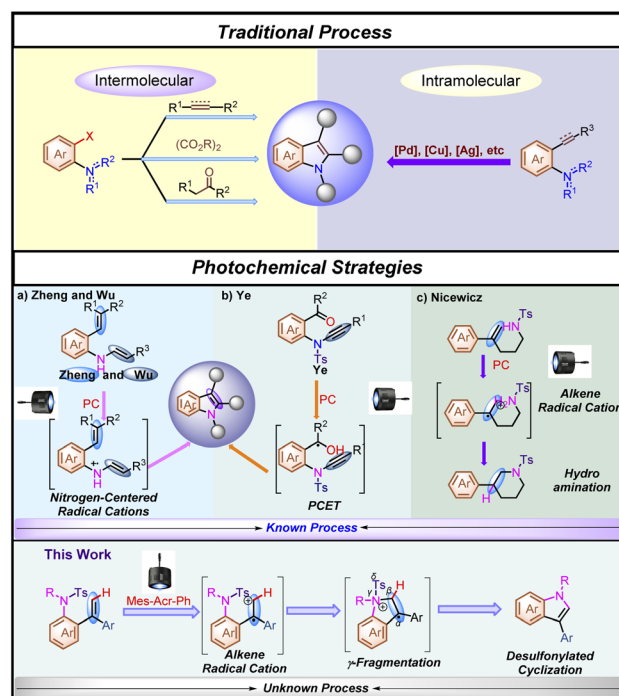 Traditional Process
Intermolecular
Intramolecular
R¹ R²
X
Ar
N R²
R¹
(CO₂R)₂
O
R¹ R²
Ar
N
[Pd], [Cu], [Ag], etc
R³
Ar
N R²
R¹
Photochemical Strategies
a) Zheng and Wu
b) Ye
c) Nicewicz
R¹ R²
Ar
N
H
R³
Zheng and Wu
PC
R¹ R²
Ar
N
H
R³
Nitrogen-Centered
Radical Cations
Ar
N
R²
O
R¹
Ar
N
Ts
Ye
PC
R²
OH
R¹
Ar
N
Ts
PCET
Ts
HN
Ar
PC
Ts
Ar
Alkene
Radical Cation
Ts
N
Ar
H
Hydro
amination
Known Process
This Work
R N Ts H
Ar
Ar
Mes-Acr-Ph
R N Ts H
Ar
Ar
Alkene
Radical Cation
Ts δ
R γ N β H
Ar
α Ar
γ-Fragmentation
R
N
Ar
Ar
Desulfonylated
Cyclization
Unknown Process